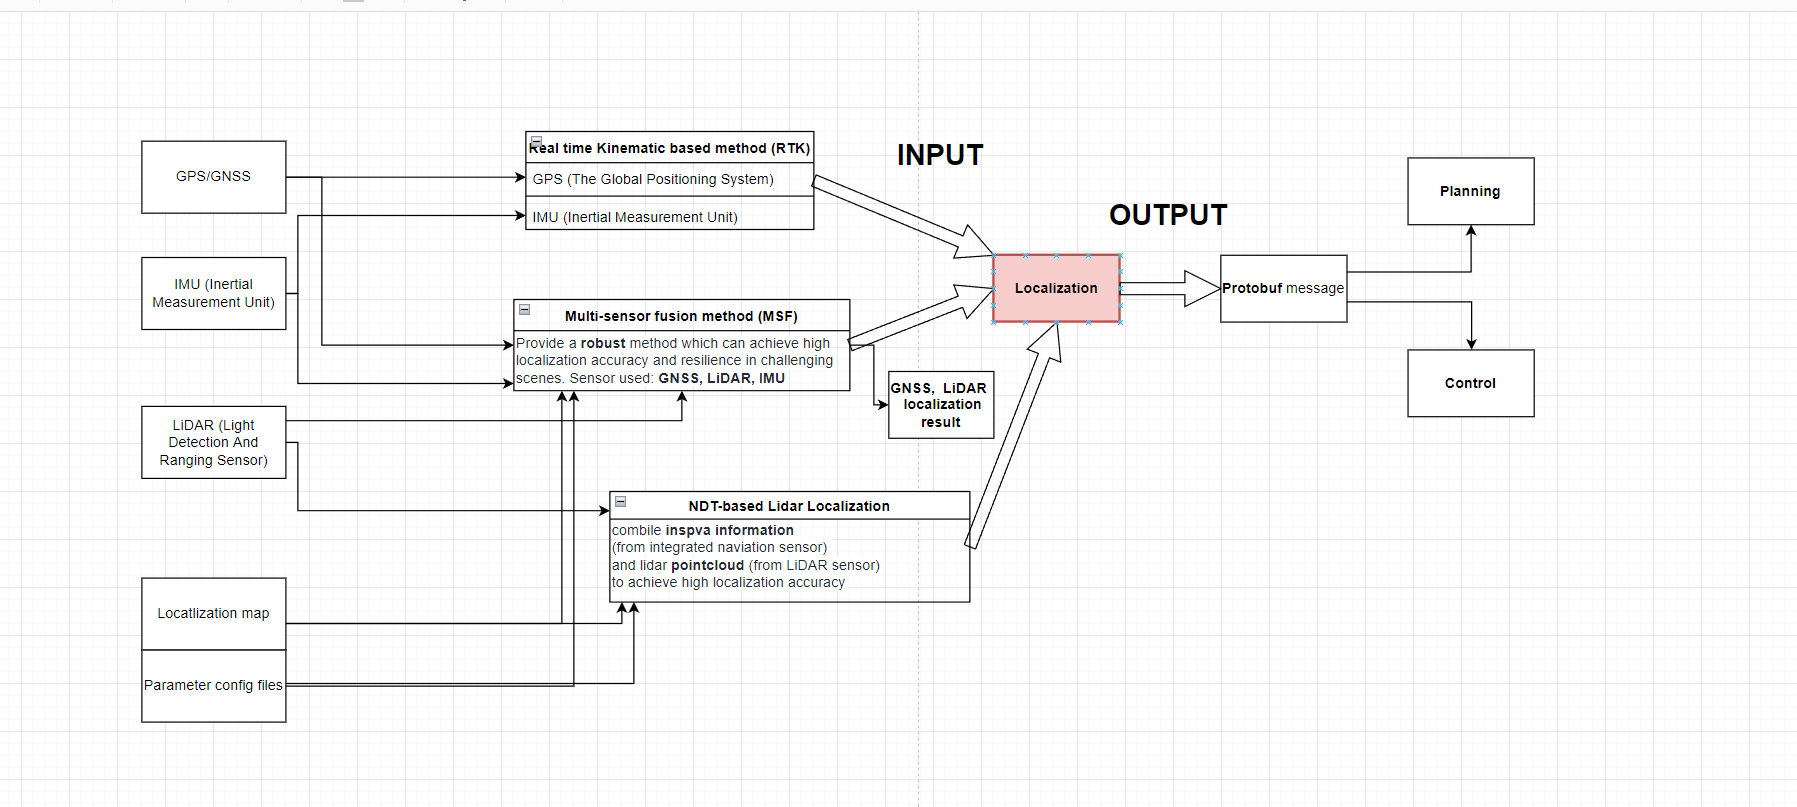 GPS/GNSS
IMU (Inertial
Measurement Unit)
LiDAR (Light
Detection And
Ranging Sensor)
Locatlization map
Parameter config files
Real time Kinematic based method (RTK)
GPS (The Global Positioning System)
IMU (Inertial Measurement Unit)
Multi-sensor fusion method (MSF)
Provide a robust method which can achieve high
localization accuracy and resilience in challenging
scenes. Sensor used: GNSS, LiDAR, IMU
NDT-based Lidar Localization
combile inspva information
(from integrated naviation sensor)
and lidar pointcloud (from LiDAR sensor)
to achieve high localization accuracy
INPUT
GNSS, LiDAR
localization
result
Localization
OUTPUT
Protobuf message
Planning
Control